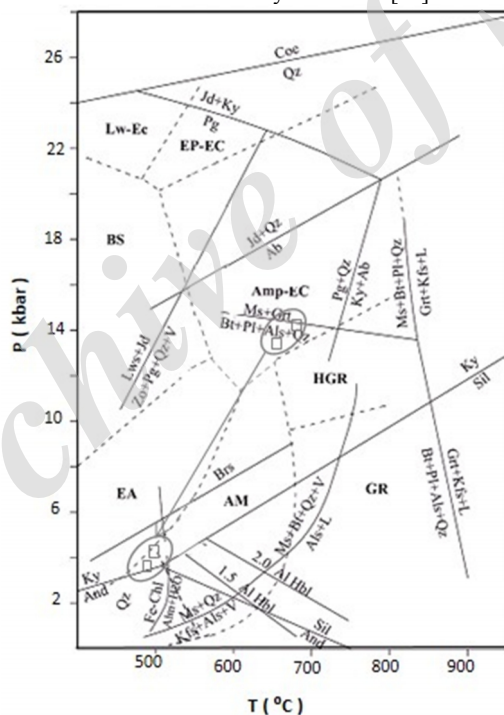 26
22
18
14
10
6
2
P ( kbar)
500
600
700
800
900
T ( °C)
Coe
Qz
Jd+Ky
Pg
Lw-Ec
EP-EC
BS
Jd+Qz
Ab
Amp-EC
Pg+Qz
Ky+Ab
Ms+Bt+Pl+Qz
Grt+Kfs+L
Ms+Grt
Bt+Pl+Als+Qz
Lws+Jd
Zo+Pg+Qz+V
HGR
Ky
Sil
Brs
EA
AM
GR
Bt+Pl+Als+Qz
Grt+Kfs+L
Ms+Bt+Qz+V
Als+L
Ky
And
Qz
Fe-Chl
2.0 Al Hbl
1.5 Al Hbl
Ms+Qz
Kfs+Als+V
Sil
And
chive of